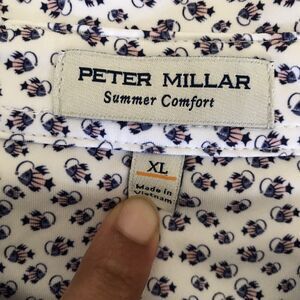 PETER MILLAR
Summer Comfort
XL
Made in
Vietnam